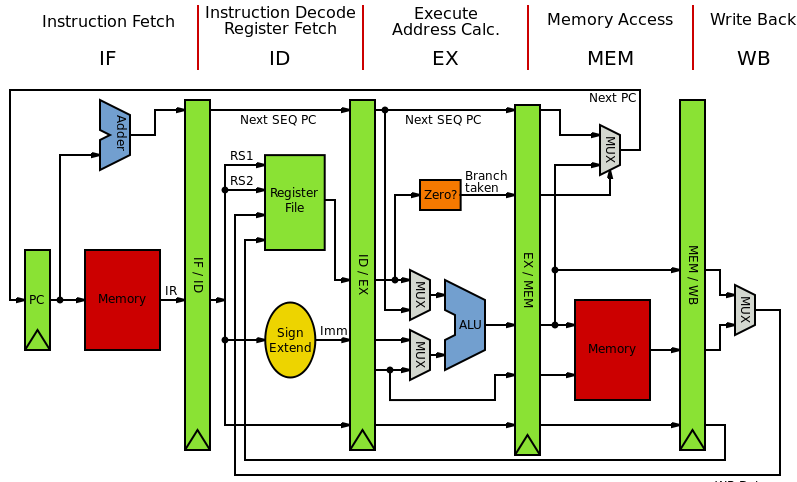 Instruction Fetch
IF
Instruction Decode
Register Fetch
ID
Execute
Address Calc.
EX
Memory Access
MEM
Write Back
WB
Next PC
Adder
Next SEQ PC
Next SEQ PC
MUX
RS1
RS2
Register
File
Zero?
Branch
taken
PC
Memory
IR
IF / ID
ID / EX
EX / MEM
MEM / WB
MUX
ALU
MUX
MUX
Sign
Extend
Imm
Memory